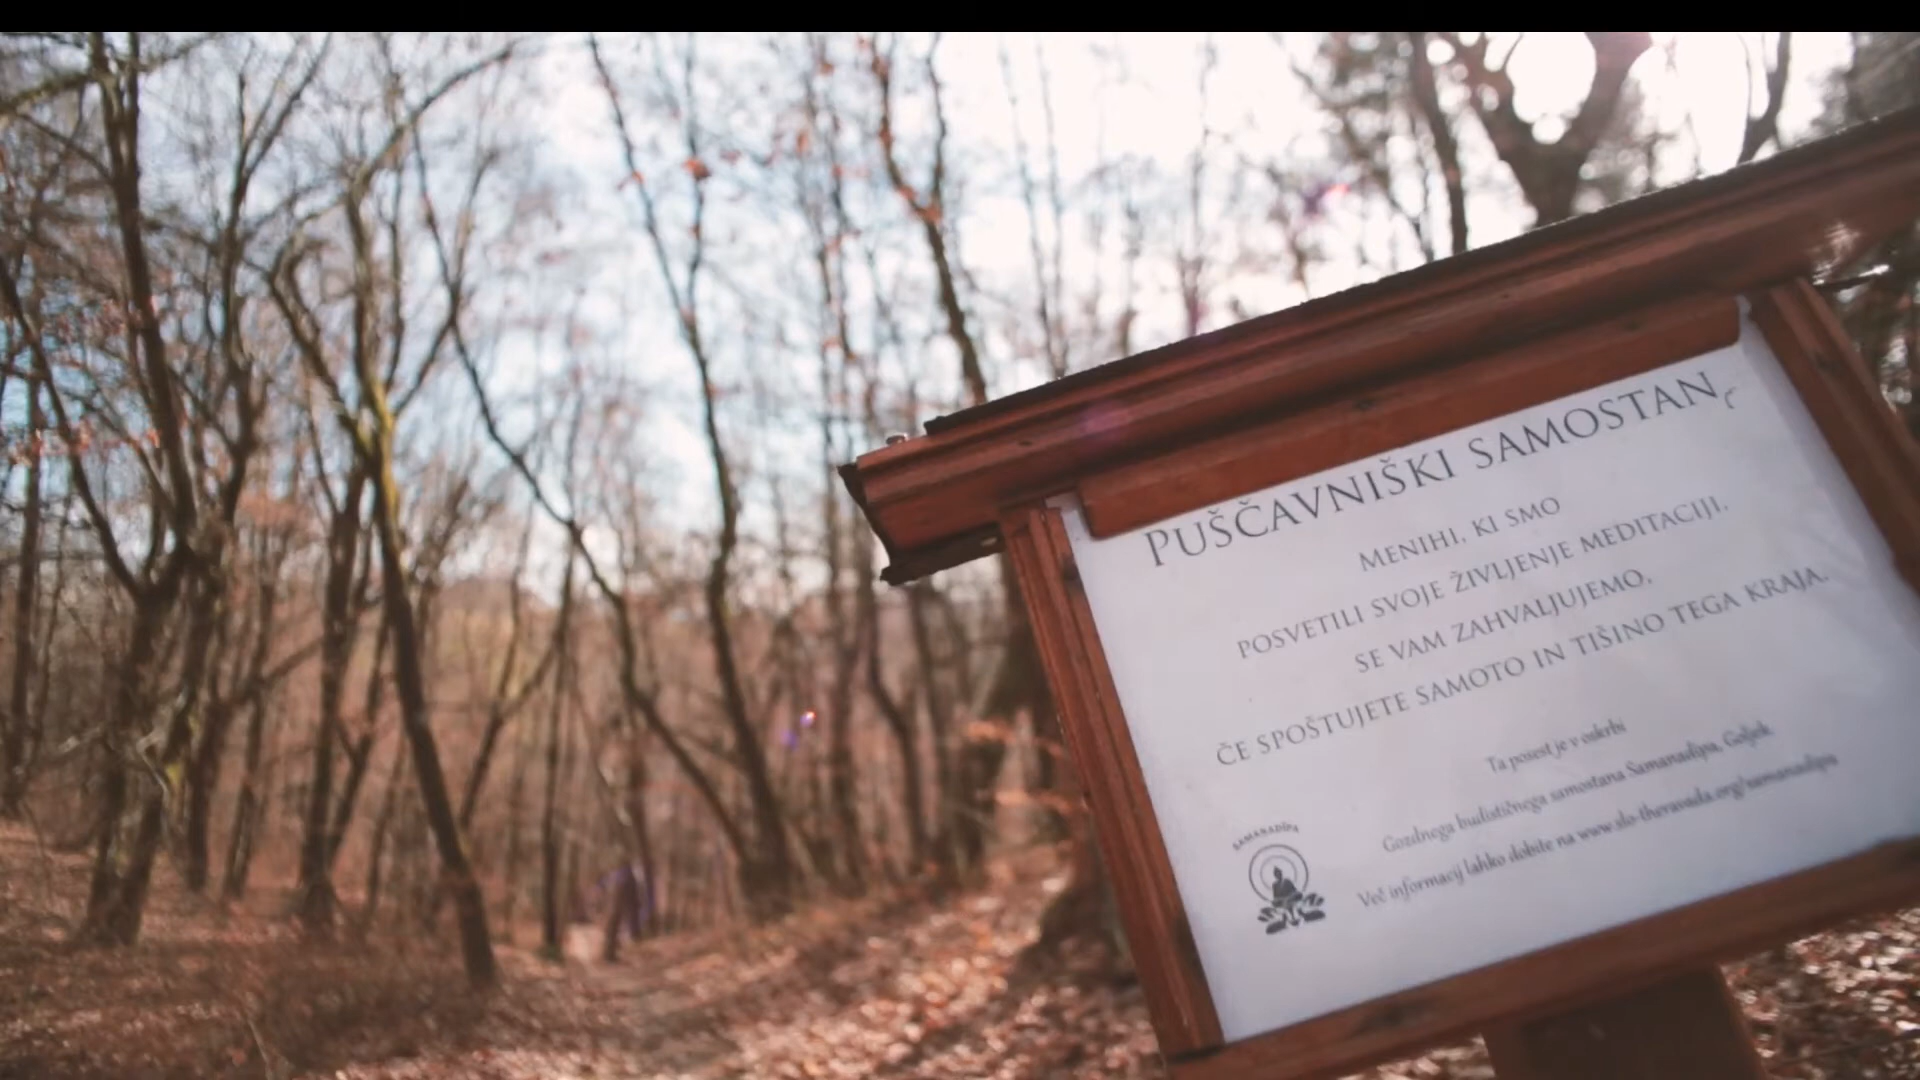 PUŠČAVNIŠKI SAMOSTAN
MENIHI, KI SMO
POSVETILI SVOJE ŽIVLJENJE MEDITACIJI,
SE VAM ZAHVALJUJEMO,
ČE SPOŠTUJETE SAMOTO IN TIŠINO TEGA KRAJA.
Ta posest je v oskrbi
Gozdnega budističnega samostana Samanadipa, Goljek
Več informacij lahko dobite na www.slo-theravada.org/samanadipa
SAMANADĪPA